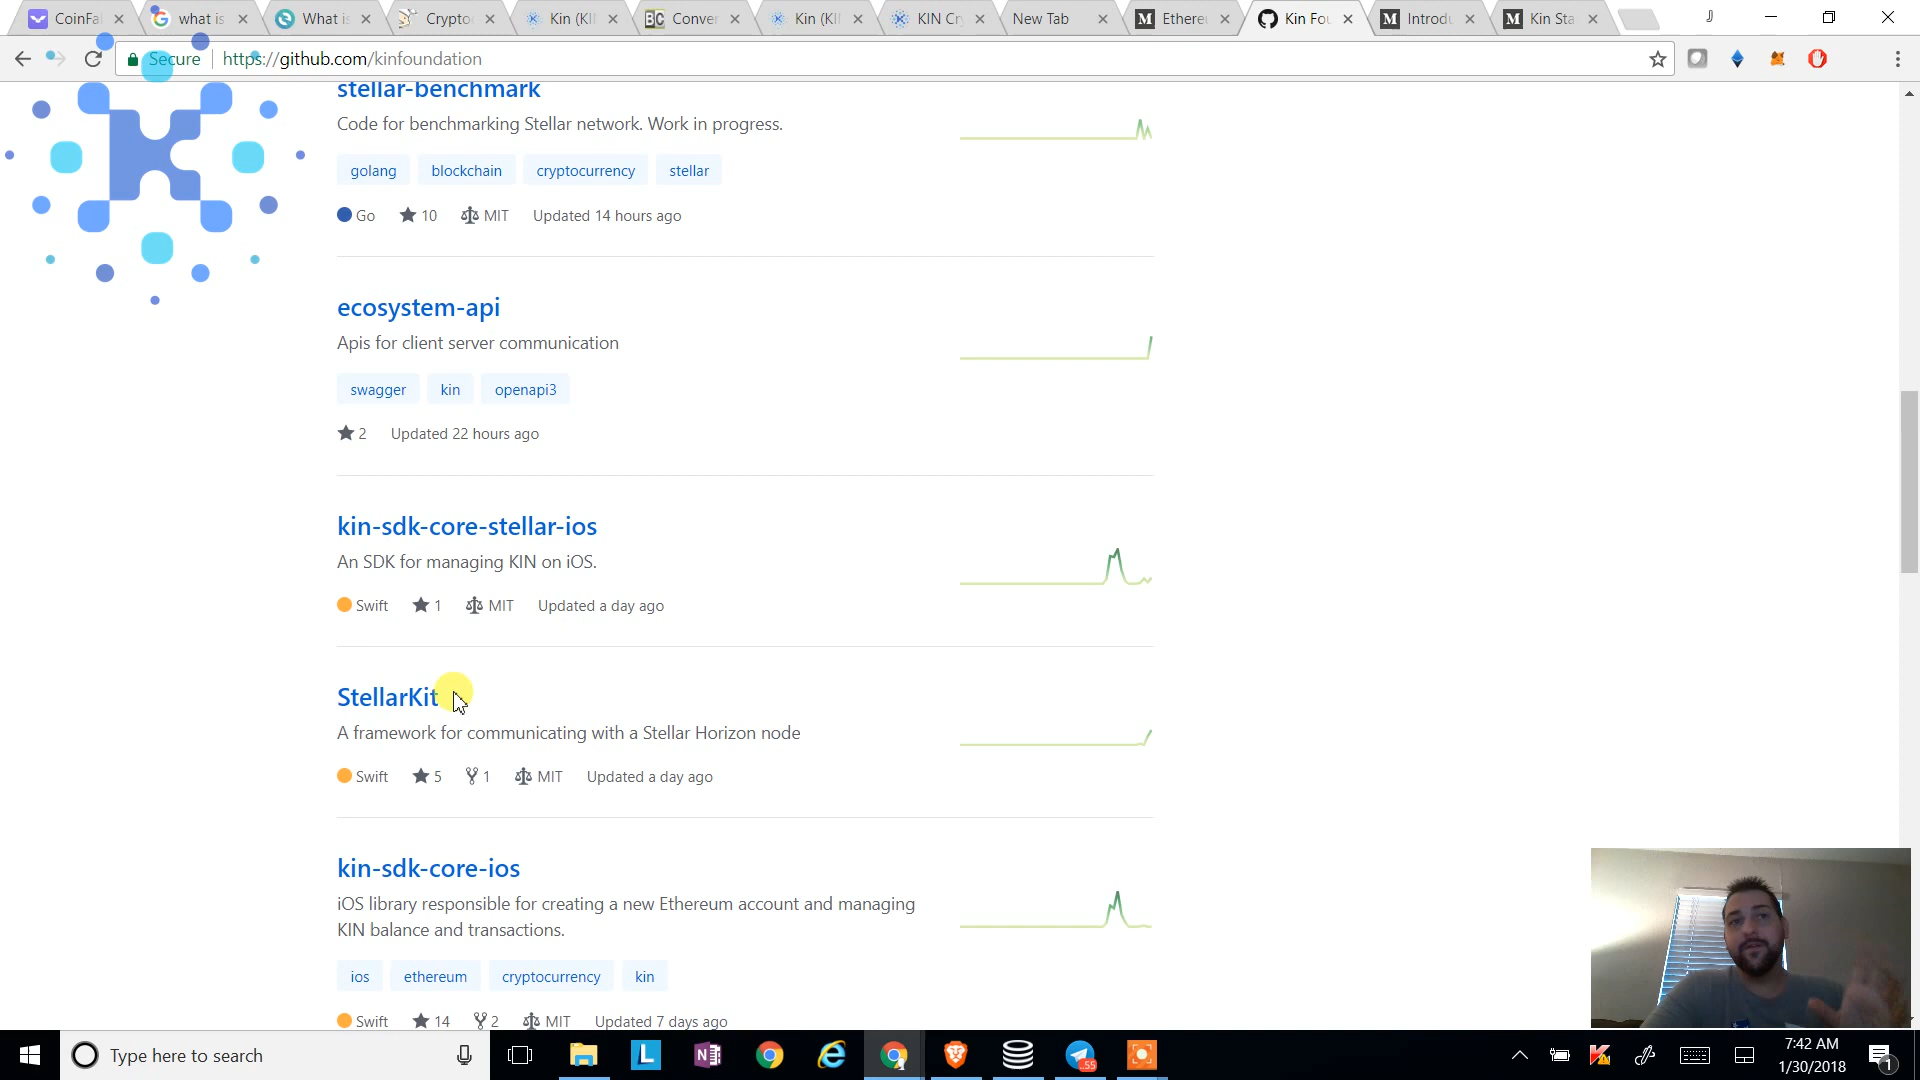 CoinFa
what is
What is
Crypto
Kin (KI
Conver
Kin (KI
KIN Cr
New Tab
Ethere
Kin Fou
Introdu
Kin Sta
Secure
https://github.com/kinfoundation
stellar-benchmark
Code for benchmarking Stellar network. Work in progress.
golang
blockchain
cryptocurrency
stellar
Go
10
MIT
Updated 14 hours ago
ecosystem-api
Apis for client server communication
swagger
kin
openapi3
2
Updated 22 hours ago
kin-sdk-core-stellar-ios
An SDK for managing KIN on iOS.
Swift
1
MIT
Updated a day ago
StellarKit
A framework for communicating with a Stellar Horizon node
Swift
5
1
MIT
Updated a day ago
kin-sdk-core-ios
iOS library responsible for creating a new Ethereum account and managing
KIN balance and transactions.
ios
ethereum
cryptocurrency
kin
Swift
14
2
MIT
Updated 7 days ago
Type here to search
7:42 AM
1/30/2018